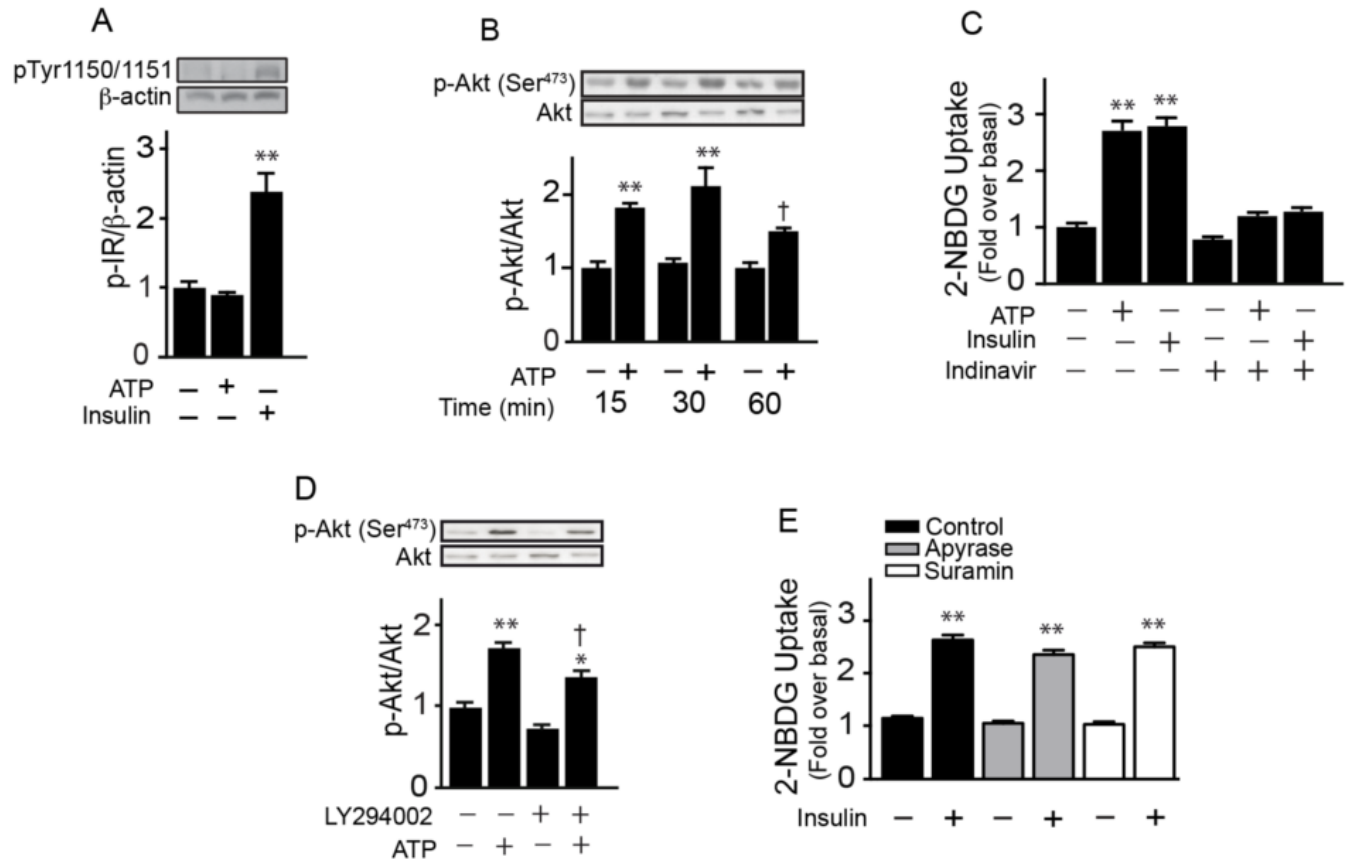 A
pTyr1150/1151
β-actin
p-IR/β-actin
3
**
2
1
0
ATP – + –
Insulin – – +
B
p-Akt (Ser473)
Akt
p-Akt/Akt
2
** ** †
1
0
ATP – + – + – +
Time (min) 15 30 60
C
2-NBDG Uptake
(Fold over basal)
3
** **
2
1
0
ATP – + – – + –
Insulin – – + – – +
Indinavir – – – + + +
D
p-Akt (Ser473)
Akt
p-Akt/Akt
2
** †
*
1
0
LY294002 – – + +
ATP – + – +
E
Control
Apyrase
Suramin
2-NBDG Uptake
(Fold over basal)
3
** ** **
2
1
0
Insulin – + – + – +